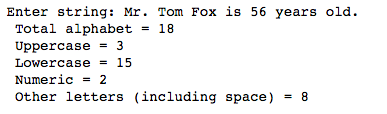 Enter string: Mr. Tom Fox is 56 years old.
Total alphabet = 18
Uppercase = 3
Lowercase = 15
Numeric = 2
Other letters (including space) = 8